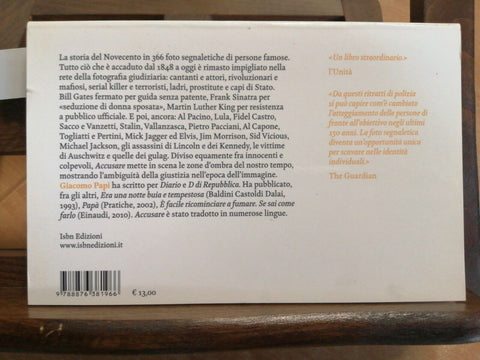 La storia del Novecento in 366 foto segnaletiche di persone famose.
Tutto ciò che è accaduto dal 1848 a oggi è rimasto impigliato nella
rete della fotografia giudiziaria: cantanti e attori, rivoluzionari e
mafiosi, serial killer e terroristi, ladri, prostitute e capi di Stato.
Bill Gates fermato per guida senza patente, Frank Sinatra per
«seduzione di donna sposata», Martin Luther King per resistenza
a pubblico ufficiale. E poi, ancora: Al Pacino, Lula, Fidel Castro,
Sacco e Vanzetti, Stalin, Vallanzasca, Pietro Pacciani, Al Capone,
Togliatti e Pertini, Mick Jagger ed Elvis, Jim Morrison, Sid Vicious,
Michael Jackson, gli assassini di Lincoln e dei Kennedy, le vittime
di Auschwitz e quelle dei gulag. Diviso equamente fra innocenti e
colpevoli, Accusare mette in scena le zone d'ombra del nostro tempo,
mostrando l'ambiguità della giustizia nell'epoca dell'immagine.
Giacomo Papi ha scritto per Diario e D di Repubblica. Ha pubblicato,
fra gli altri, Era una notte buia e tempestosa (Baldini Castoldi Dalai,
1993), Papà (Pratiche, 2002), È facile ricominciare a fumare. Se sai come
farlo (Einaudi, 2010). Accusare è stato tradotto in numerose lingue.
Isbn Edizioni
www.isbnedizioni.it
9 788876 381966
€ 13,00
«Un libro straordinario.»
l'Unità
«Da questi ritratti di polizia
si può capire com'è cambiato
l'atteggiamento delle persone di
fronte all'obiettivo negli ultimi
150 anni. La foto segnaletica
diventa un'opportunità unica
per scovare nelle identità
individuali.»
The Guardian